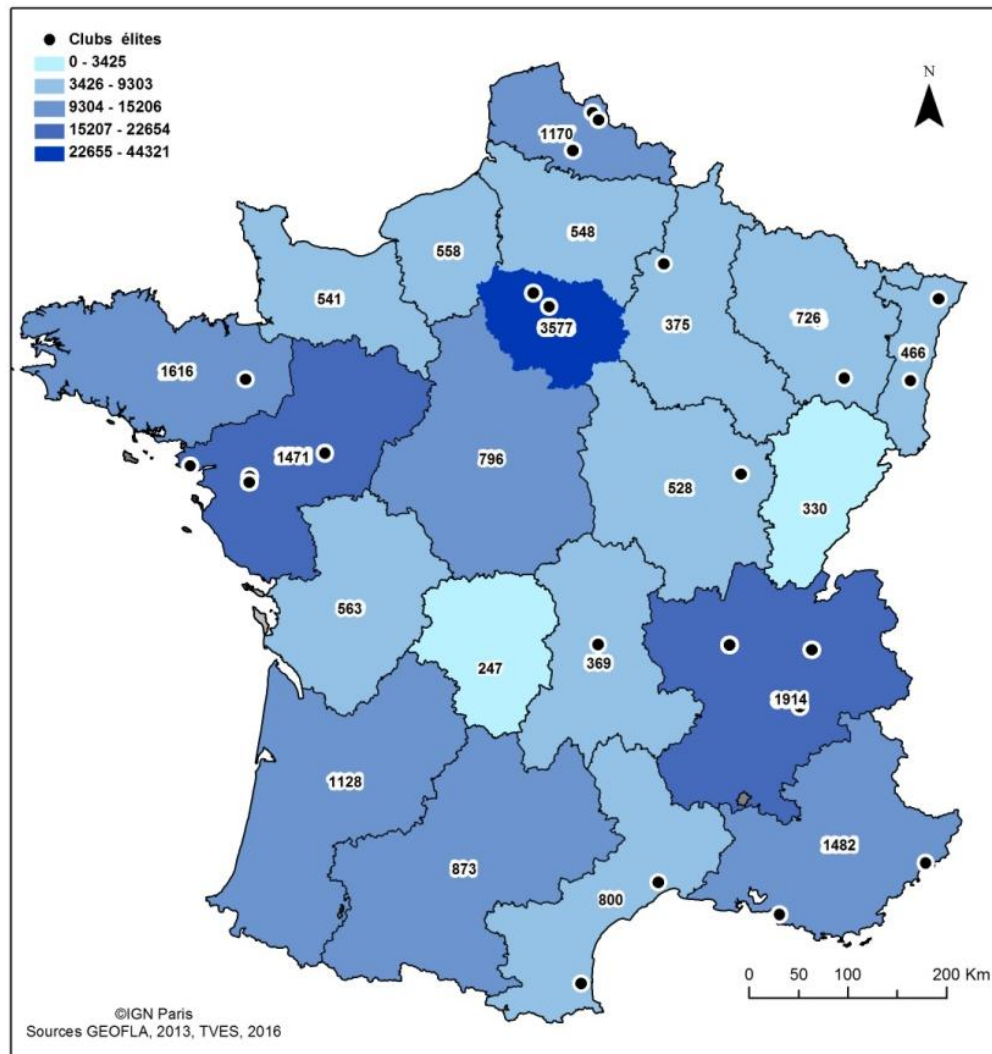 Clubs élites
0 - 3425
3426 - 9303
9304 - 15206
15207 - 22654
22655 - 44321
N
1170
548
558
541
375
726
3577
466
1616
1471
796
528
330
563
247
369
1914
1128
1482
873
800
0 50 100 200 Km
©IGN Paris
Sources GEOFLA, 2013, TVES, 2016